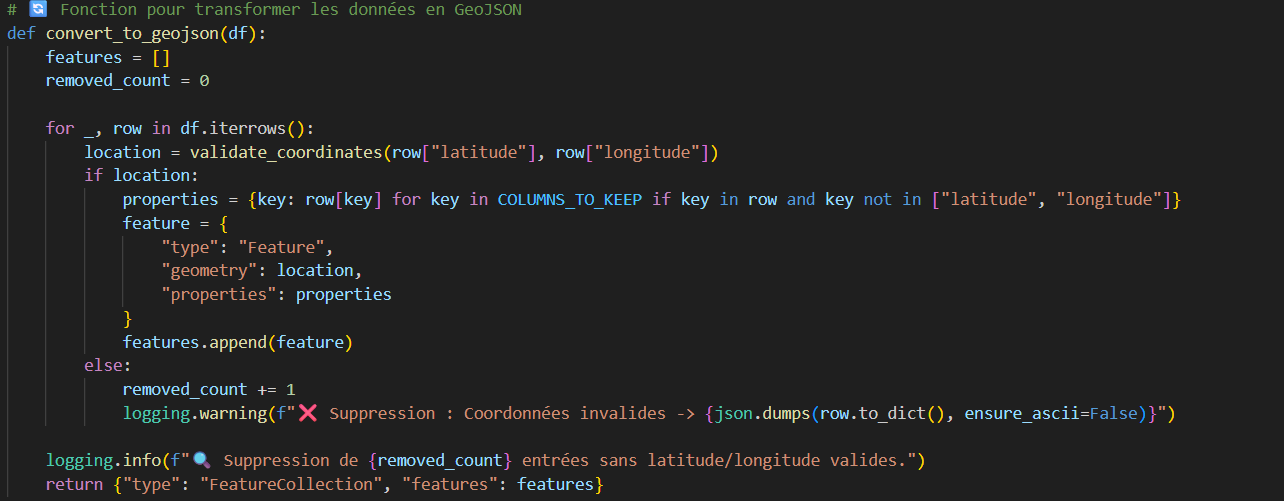 # 🔄 Fonction pour transformer les données en GeoJSON
def convert_to_geojson(df):
    features = []
    removed_count = 0

    for _, row in df.iterrows():
        location = validate_coordinates(row["latitude"], row["longitude"])
        if location:
            properties = {key: row[key] for key in COLUMNS_TO_KEEP if key in row and key not in ["latitude", "longitude"]}
            feature = {
                "type": "Feature",
                "geometry": location,
                "properties": properties
            }
            features.append(feature)
        else:
            removed_count += 1
            logging.warning(f"❌ Suppression : Coordonnées invalides -> {json.dumps(row.to_dict(), ensure_ascii=False)}")

    logging.info(f"🔍 Suppression de {removed_count} entrées sans latitude/longitude valides.")
    return {"type": "FeatureCollection", "features": features}